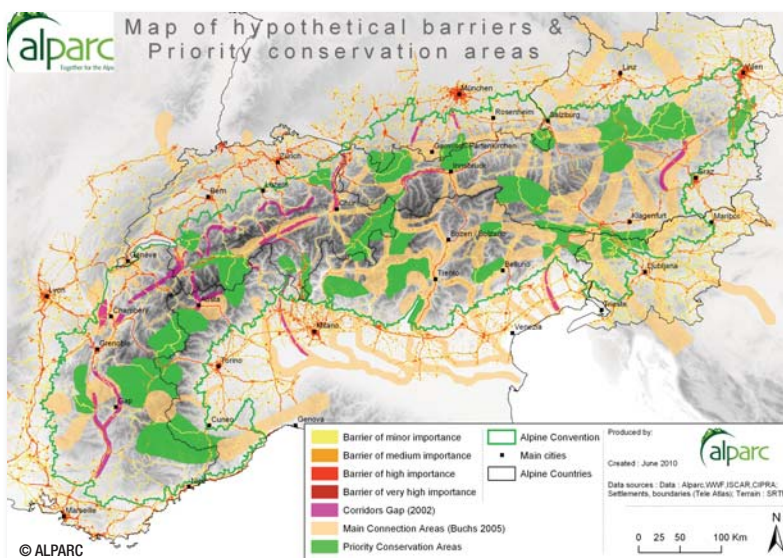 alparc
Together for the Alps
Map of hypothetical barriers &
Priority conservation areas
Linz
Wien
München
Rosenheim
Salzburg
Garmisch-Partenkirchen
Innsbruck
Zürich
Bern
Graz
Klagenfurt
Maribor
Bozen / Bolzano
Genève
Lyon
Chambéry
Aosta
Trento
Belluno
Ljubljana
Trieste
Milano
Venezia
Grenoble
Torino
Gap
Cuneo
Genova
Nice
Marseille
Barrier of minor importance
Barrier of medium importance
Barrier of high importance
Barrier of very high importance
Corridors Gap (2002)
Main Connection Areas (Buchs 2005)
Priority Conservation Areas
Alpine Convention
Main cities
Alpine Countries
Produced by:
alparc
Created : June 2010
Data sources : Data : Alparc,WWF,ISCAR,CIPRA;
Settlements, boundaries (Tele Atlas); Terrain : SRTM
N
0 25 50 100 Km
© ALPARC